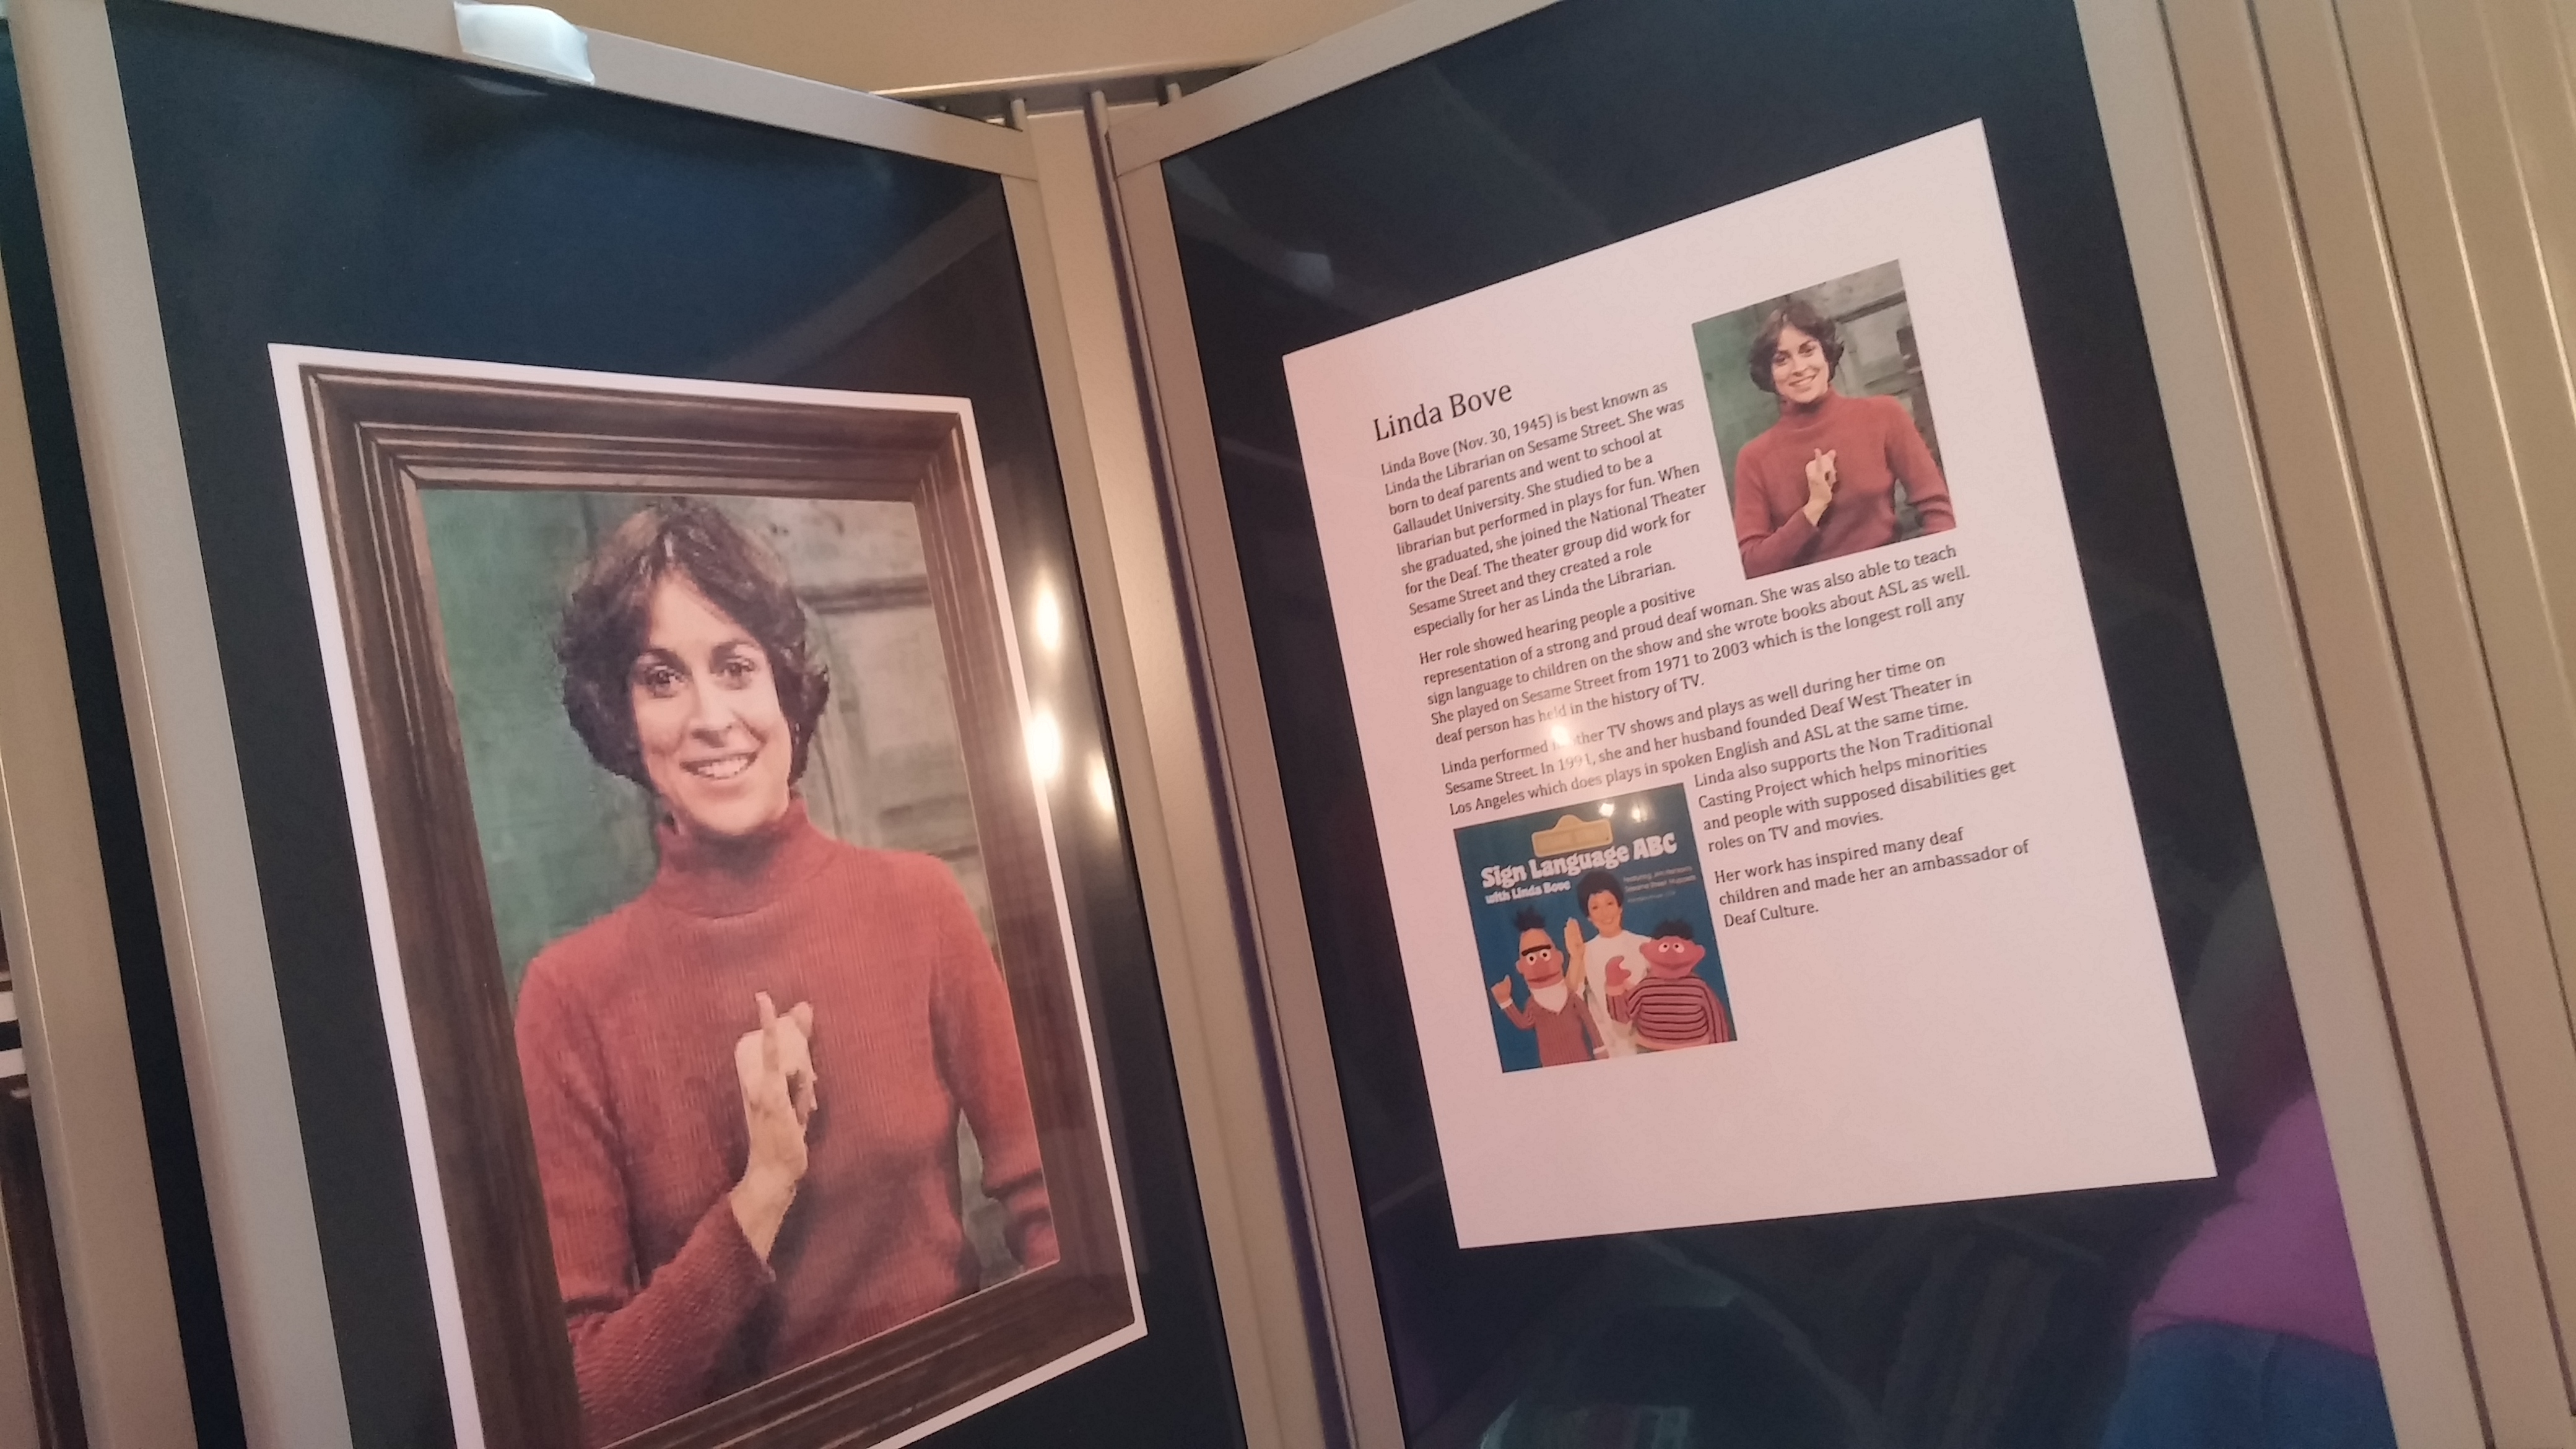 Linda Bove
Linda Bove (Nov. 30, 1945) is best known as
Linda the Librarian on Sesame Street. She was
born to deaf parents and went to school at
Gallaudet University. She studied to be a
librarian but performed in plays for fun. When
she graduated, she joined the National Theater
for the Deaf. The theater group did work for
Sesame Street and they created a role
especially for her as Linda the Librarian.
Her role showed hearing people a positive
representation of a strong and proud deaf woman. She was also able to teach
sign language to children on the show and she wrote books about ASL as well.
She played on Sesame Street from 1971 to 2003 which is the longest roll any
deaf person has held in the history of TV.
Linda performed in other TV shows and plays as well during her time on
Sesame Street. In 1991, she and her husband founded Deaf West Theater in
Los Angeles which does plays in spoken English and ASL at the same time.
Linda also supports the Non Traditional
Casting Project which helps minorities
and people with supposed disabilities get
roles on TV and movies.
Her work has inspired many deaf
children and made her an ambassador of
Deaf Culture.
Sign Language ABC
with Linda Bove